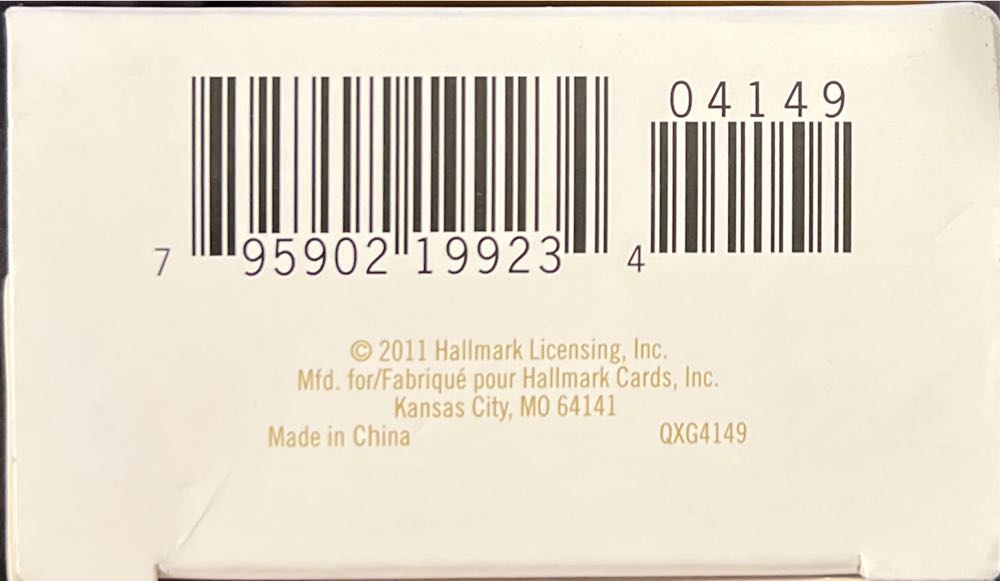 04149
7 95902 19923 4
© 2011 Hallmark Licensing, Inc.
Mfd. for/Fabriqué pour Hallmark Cards, Inc.
Kansas City, MO 64141
Made in China QXG4149